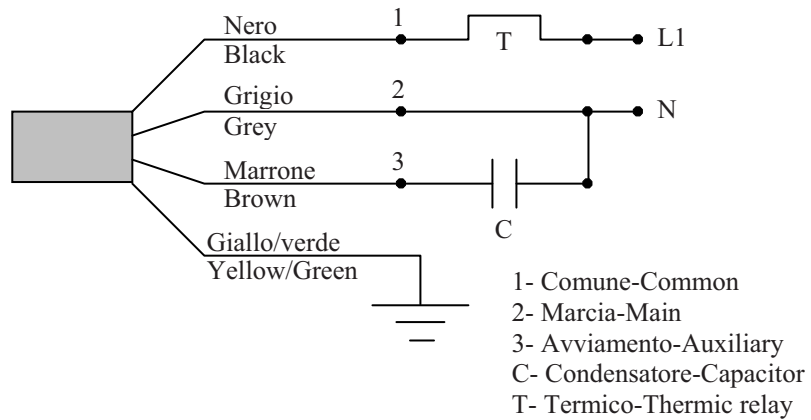 Nero
Black
1
T
L1
Grigio
Grey
2
N
Marrone
Brown
3
C
Giallo/verde
Yellow/Green
1- Comune-Common
2- Marcia-Main
3- Avviamento-Auxiliary
C- Condensatore-Capacitor
T- Termico-Thermic relay